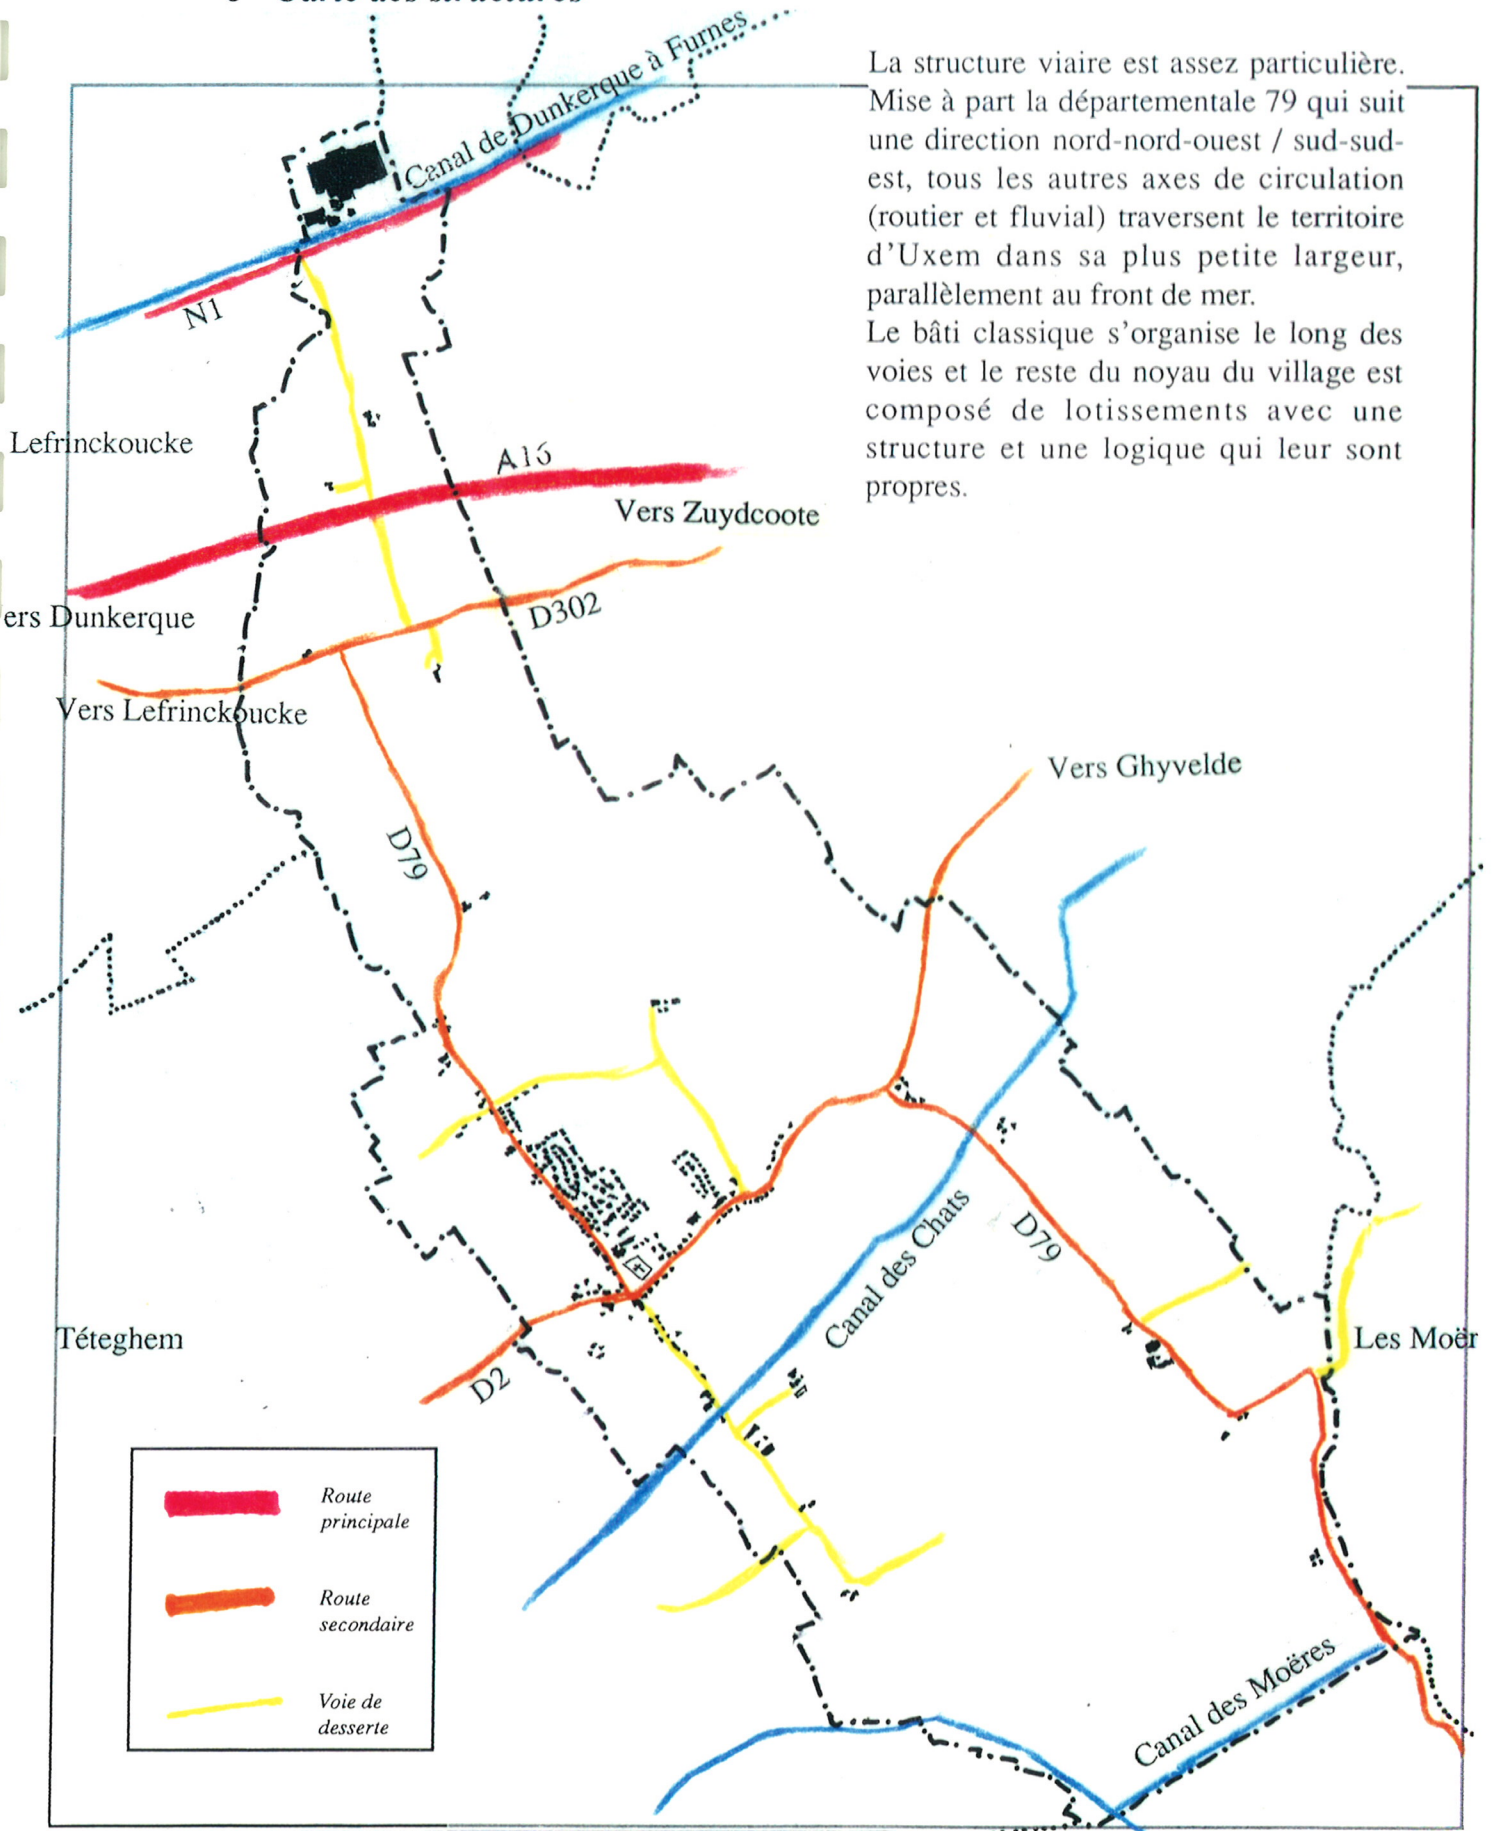 Canal de Dunkerque à Furnes
La structure viaire est assez particulière.
Mise à part la départementale 79 qui suit
une direction nord-nord-ouest / sud-sud-
est, tous les autres axes de circulation
(routier et fluvial) traversent le territoire
d'Uxem dans sa plus petite largeur,
parallèlement au front de mer.
Le bâti classique s'organise le long des
voies et le reste du noyau du village est
composé de lotissements avec une
structure et une logique qui leur sont
propres.
N1
Lefrinckoucke
A16
Vers Zuydcoote
ers Dunkerque
D302
Vers Lefrinckoucke
Vers Ghyvelde
D79
Canal des Chats
D79
Téteghem
Les Moër
D2
Route
principale
Route
secondaire
Voie de
desserte
Canal des Moëres